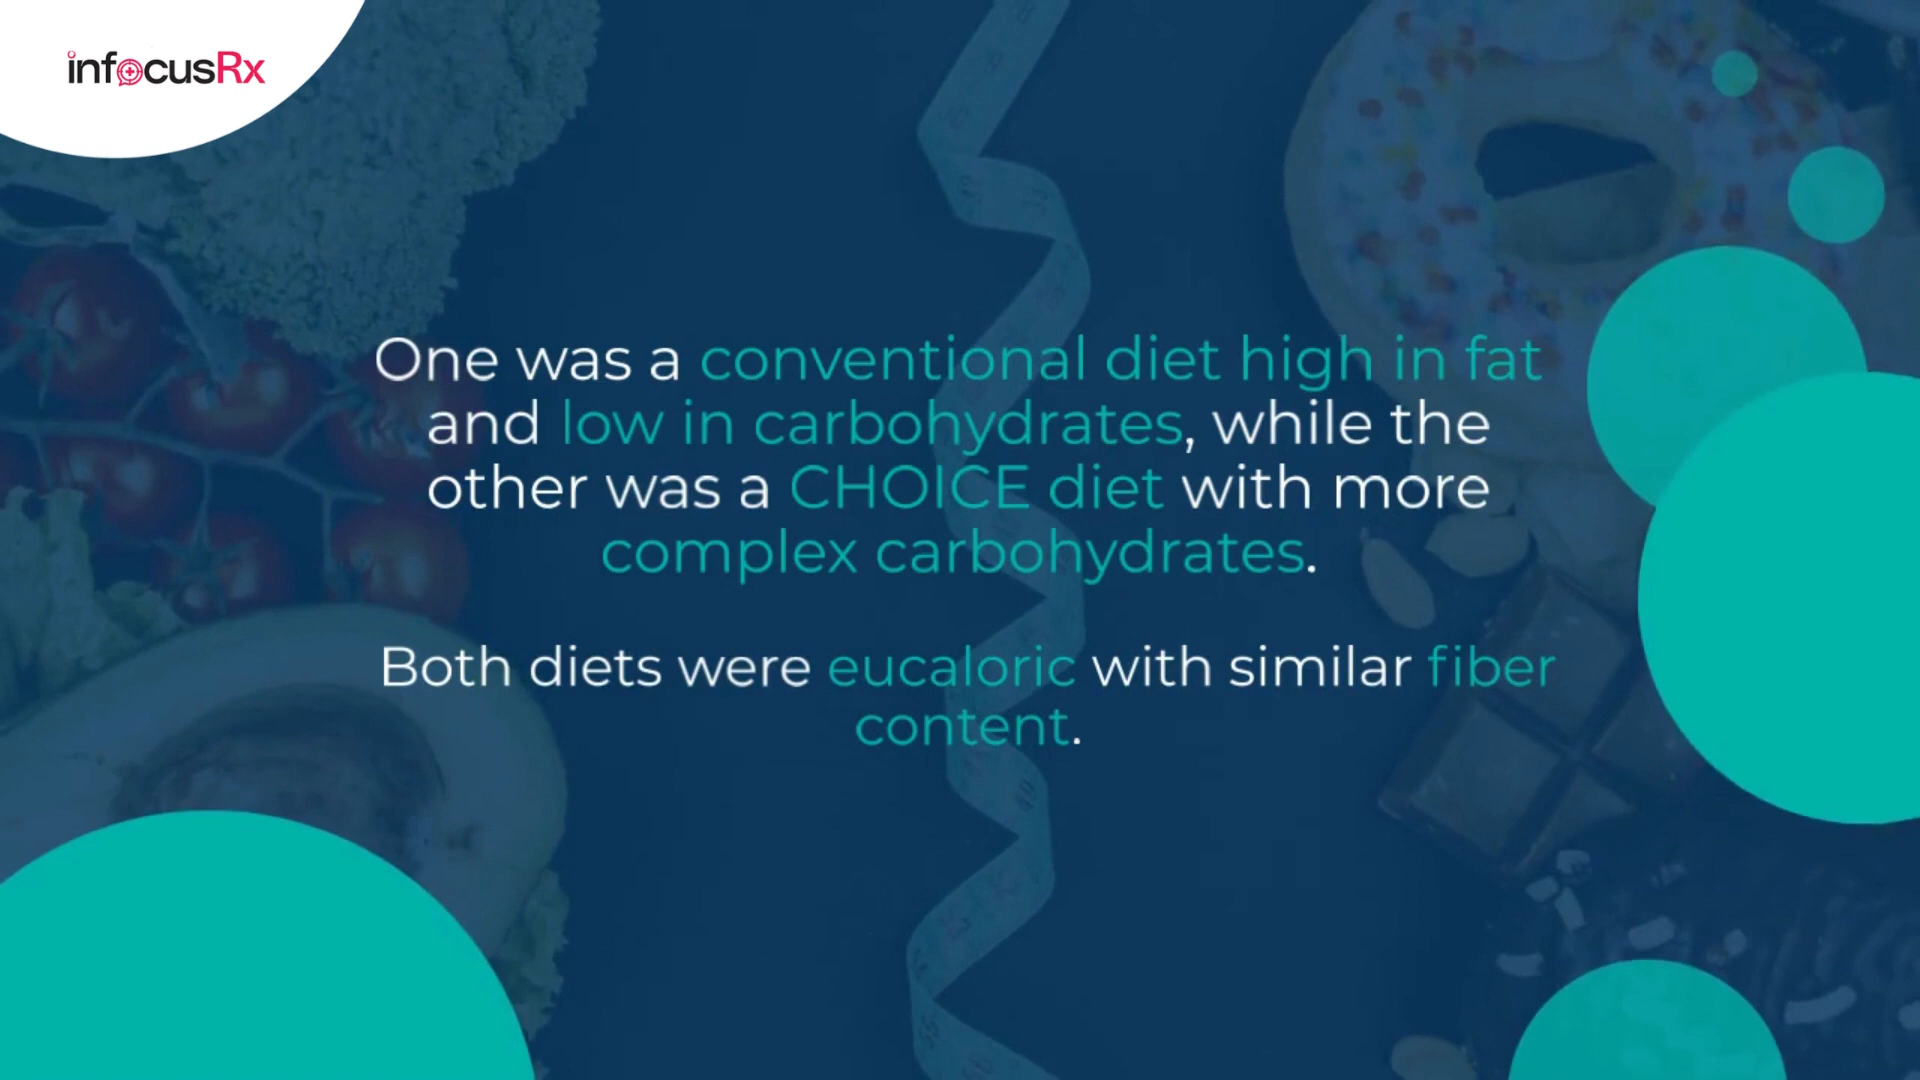 infocusRx
One was a conventional diet high in fat
and low in carbohydrates, while the
other was a CHOICE diet with more
complex carbohydrates.
Both diets were eucaloric with similar fiber
content.